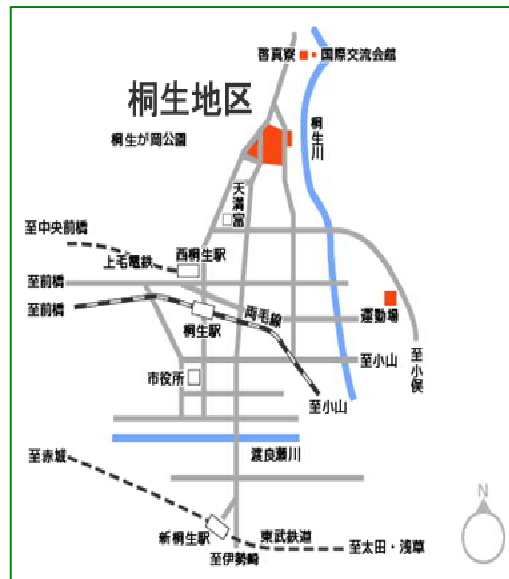 啓真寮
国際交流会館
桐生地区
桐生が岡公園
桐生川
天満宮
至中央前橋
上毛電鉄
西桐生駅
至前橋
至前橋
両毛線
運動場
桐生駅
至小山
至小俣
市役所
至小山
渡良瀬川
至赤城
N
新桐生駅
東武鉄道
至太田・浅草
至伊勢崎